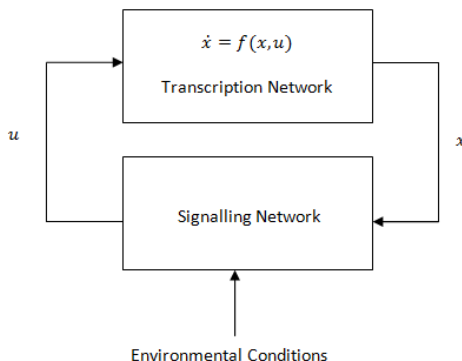 ẋ = f(x,u)
Transcription Network
u
x
Signalling Network
Environmental Conditions